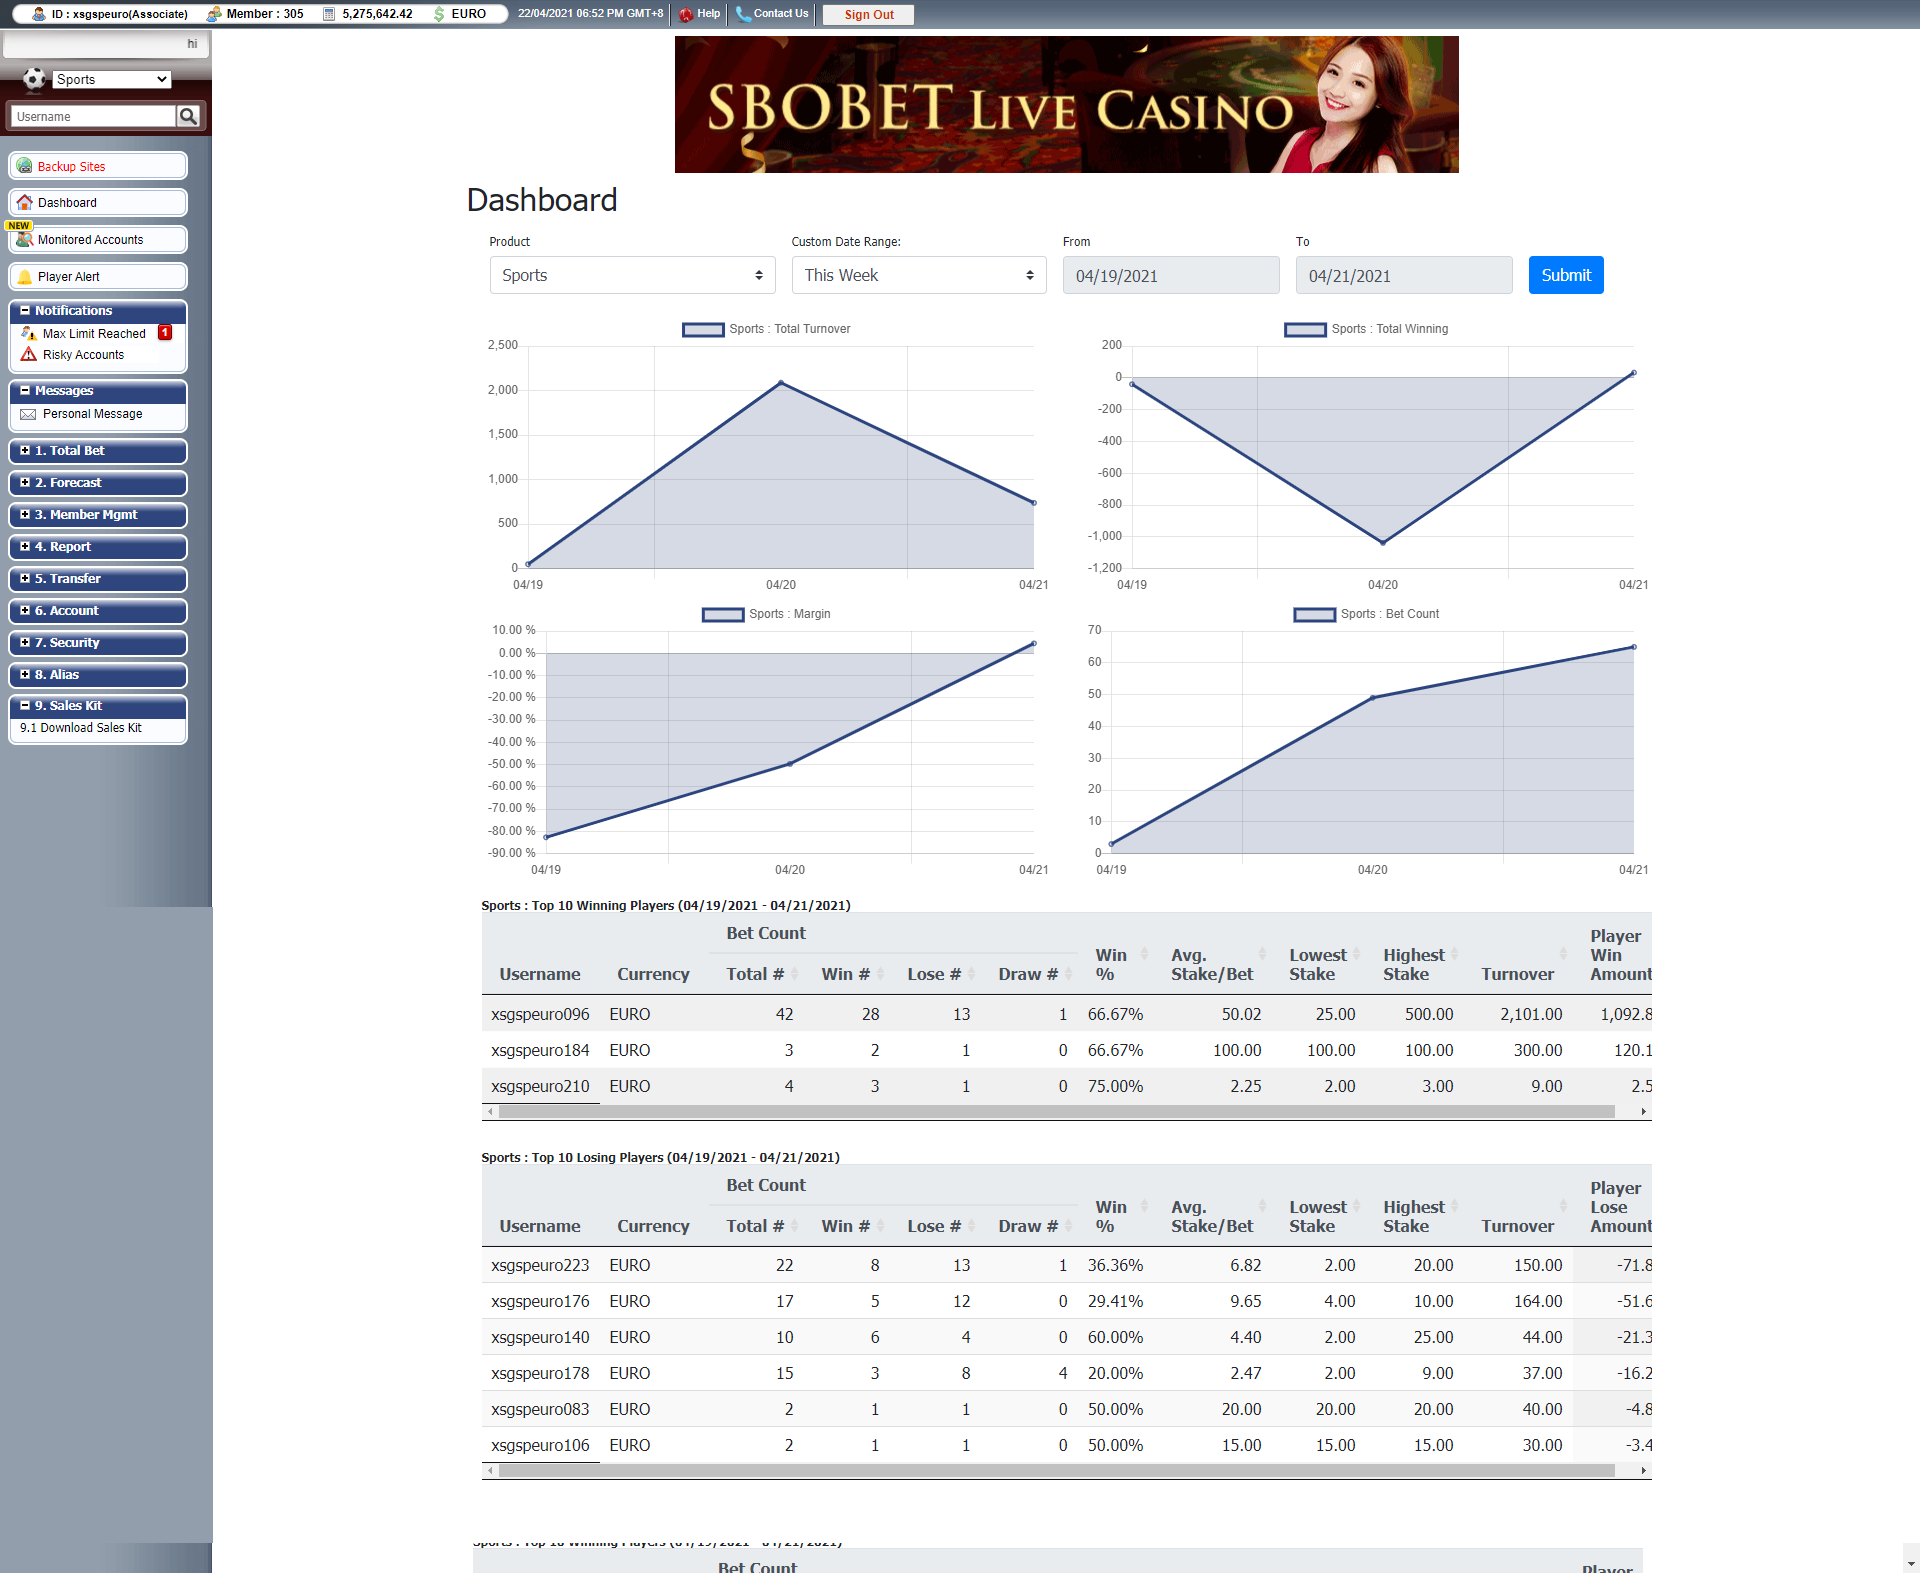 ID : xsgspeuro(Associate) Member : 305 5,275,642.42 EURO 22/04/2021 06:52 PM GMT+8 Help Contact Us Sign Out
hi
Sports
Username
Backup Sites
Dashboard
NEW
Monitored Accounts
Player Alert
Notifications
Max Limit Reached 1
Risky Accounts
Messages
Personal Message
1. Total Bet
2. Forecast
3. Member Mgmt
4. Report
5. Transfer
6. Account
7. Security
8. Alias
9. Sales Kit
9.1 Download Sales Kit
SBOBET LIVE CASINO
Dashboard
Product Custom Date Range: From To
Sports This Week 04/19/2021 04/21/2021 Submit
Sports : Total Turnover
2,500
2,000
1,500
1,000
500
0
04/19 04/20 04/21
Sports : Total Winning
200
0
-200
-400
-600
-800
-1,000
-1,200
04/19 04/20 04/21
Sports : Margin
10.00 %
0.00 %
-10.00 %
-20.00 %
-30.00 %
-40.00 %
-50.00 %
-60.00 %
-70.00 %
-80.00 %
-90.00 %
04/19 04/20 04/21
Sports : Bet Count
70
60
50
40
30
20
10
0
04/19 04/20 04/21
Sports : Top 10 Winning Players (04/19/2021 - 04/21/2021)
Bet Count
Username Currency Total # Win # Lose # Draw # Win % Avg. Stake/Bet Lowest Stake Highest Stake Turnover Player Win Amount
xsgspeuro096 EURO 42 28 13 1 66.67% 50.02 25.00 500.00 2,101.00 1,092.8
xsgspeuro184 EURO 3 2 1 0 66.67% 100.00 100.00 100.00 300.00 120.1
xsgspeuro210 EURO 4 3 1 0 75.00% 2.25 2.00 3.00 9.00 2.5
Sports : Top 10 Losing Players (04/19/2021 - 04/21/2021)
Bet Count
Username Currency Total # Win # Lose # Draw # Win % Avg. Stake/Bet Lowest Stake Highest Stake Turnover Player Lose Amount
xsgspeuro223 EURO 22 8 13 1 36.36% 6.82 2.00 20.00 150.00 -71.8
xsgspeuro176 EURO 17 5 12 0 29.41% 9.65 4.00 10.00 164.00 -51.6
xsgspeuro140 EURO 10 6 4 0 60.00% 4.40 2.00 25.00 44.00 -21.3
xsgspeuro178 EURO 15 3 8 4 20.00% 2.47 2.00 9.00 37.00 -16.2
xsgspeuro083 EURO 2 1 1 0 50.00% 20.00 20.00 20.00 40.00 -4.8
xsgspeuro106 EURO 2 1 1 0 50.00% 15.00 15.00 15.00 30.00 -3.4
Sports : Top 10 Winning Players (04/19/2021 - 04/21/2021)
Bet Count Player